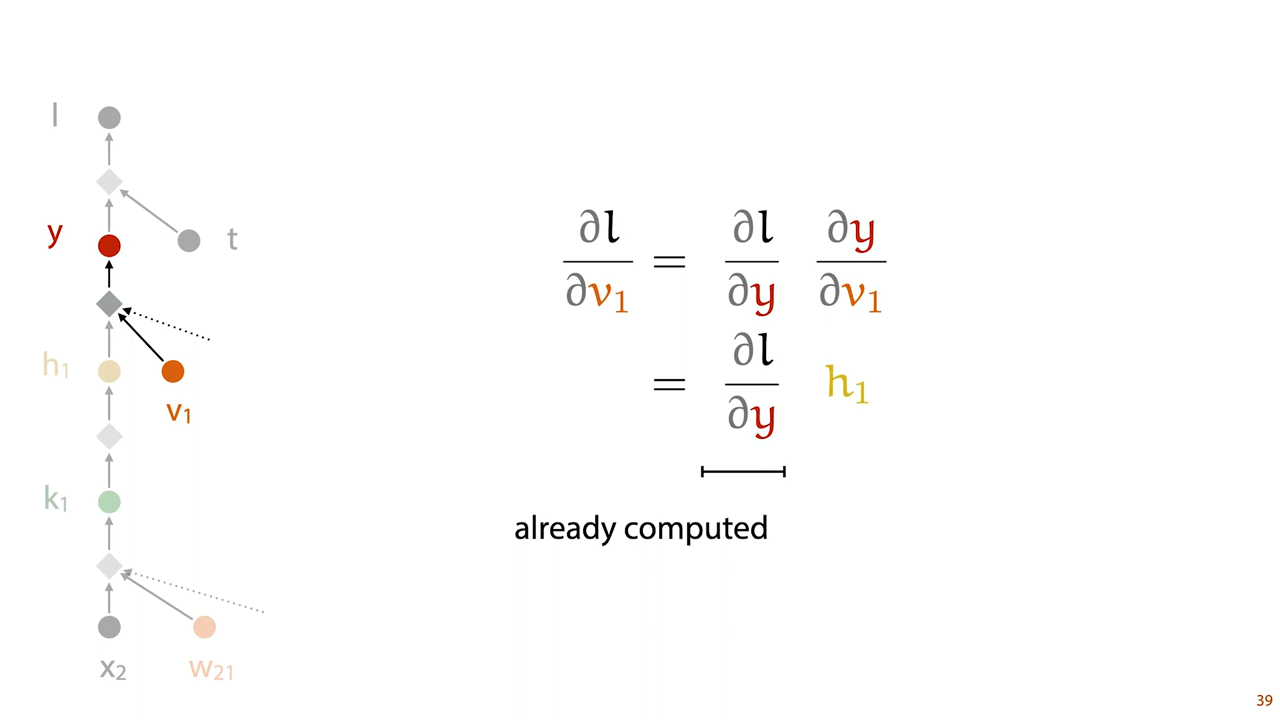 l
y
t
h₁
v₁
k₁
x₂
w₂₁
∂l/∂v₁ = ∂l/∂y ∂y/∂v₁
= ∂l/∂y h₁
already computed
39